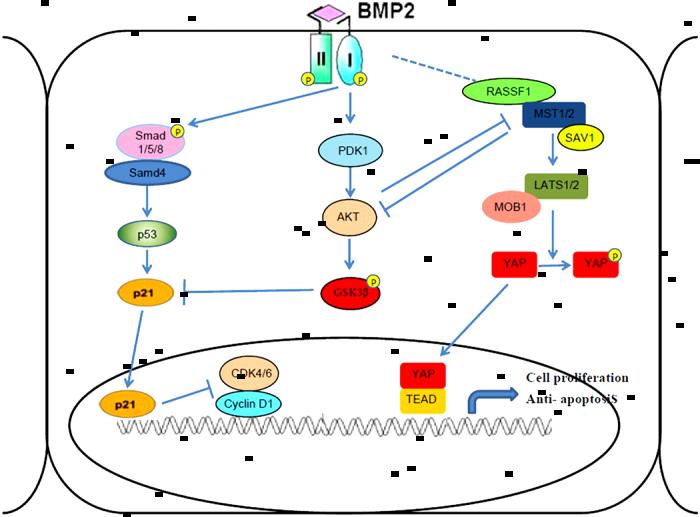 BMP2
II
I
P
P
RASSF1
MST1/2
SAV1
Smad
1/5/8
P
Samd4
PDK1
LATS1/2
MOB1
AKT
p53
YAP
YAP
P
p21
GSK3β
P
CDK4/6
YAP
Cell proliferation
p21
Cyclin D1
TEAD
Anti- apoptosiS